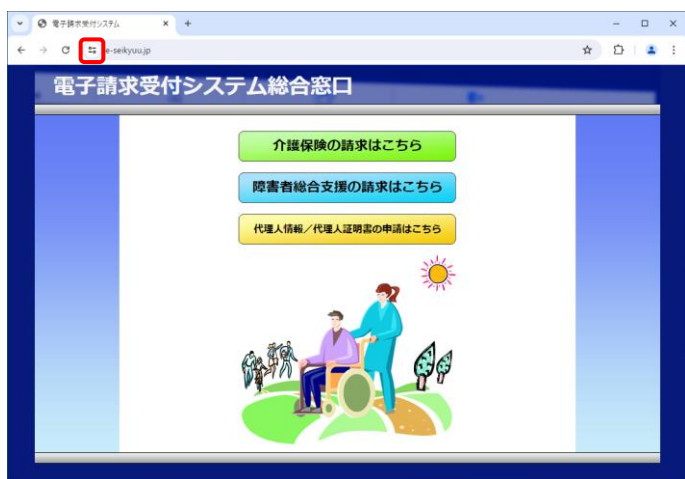 電子請求受付システム
e-seikyuu.jp
電子請求受付システム総合窓口
介護保険の請求はこちら
障害者総合支援の請求はこちら
代理人情報／代理人証明書の申請はこちら